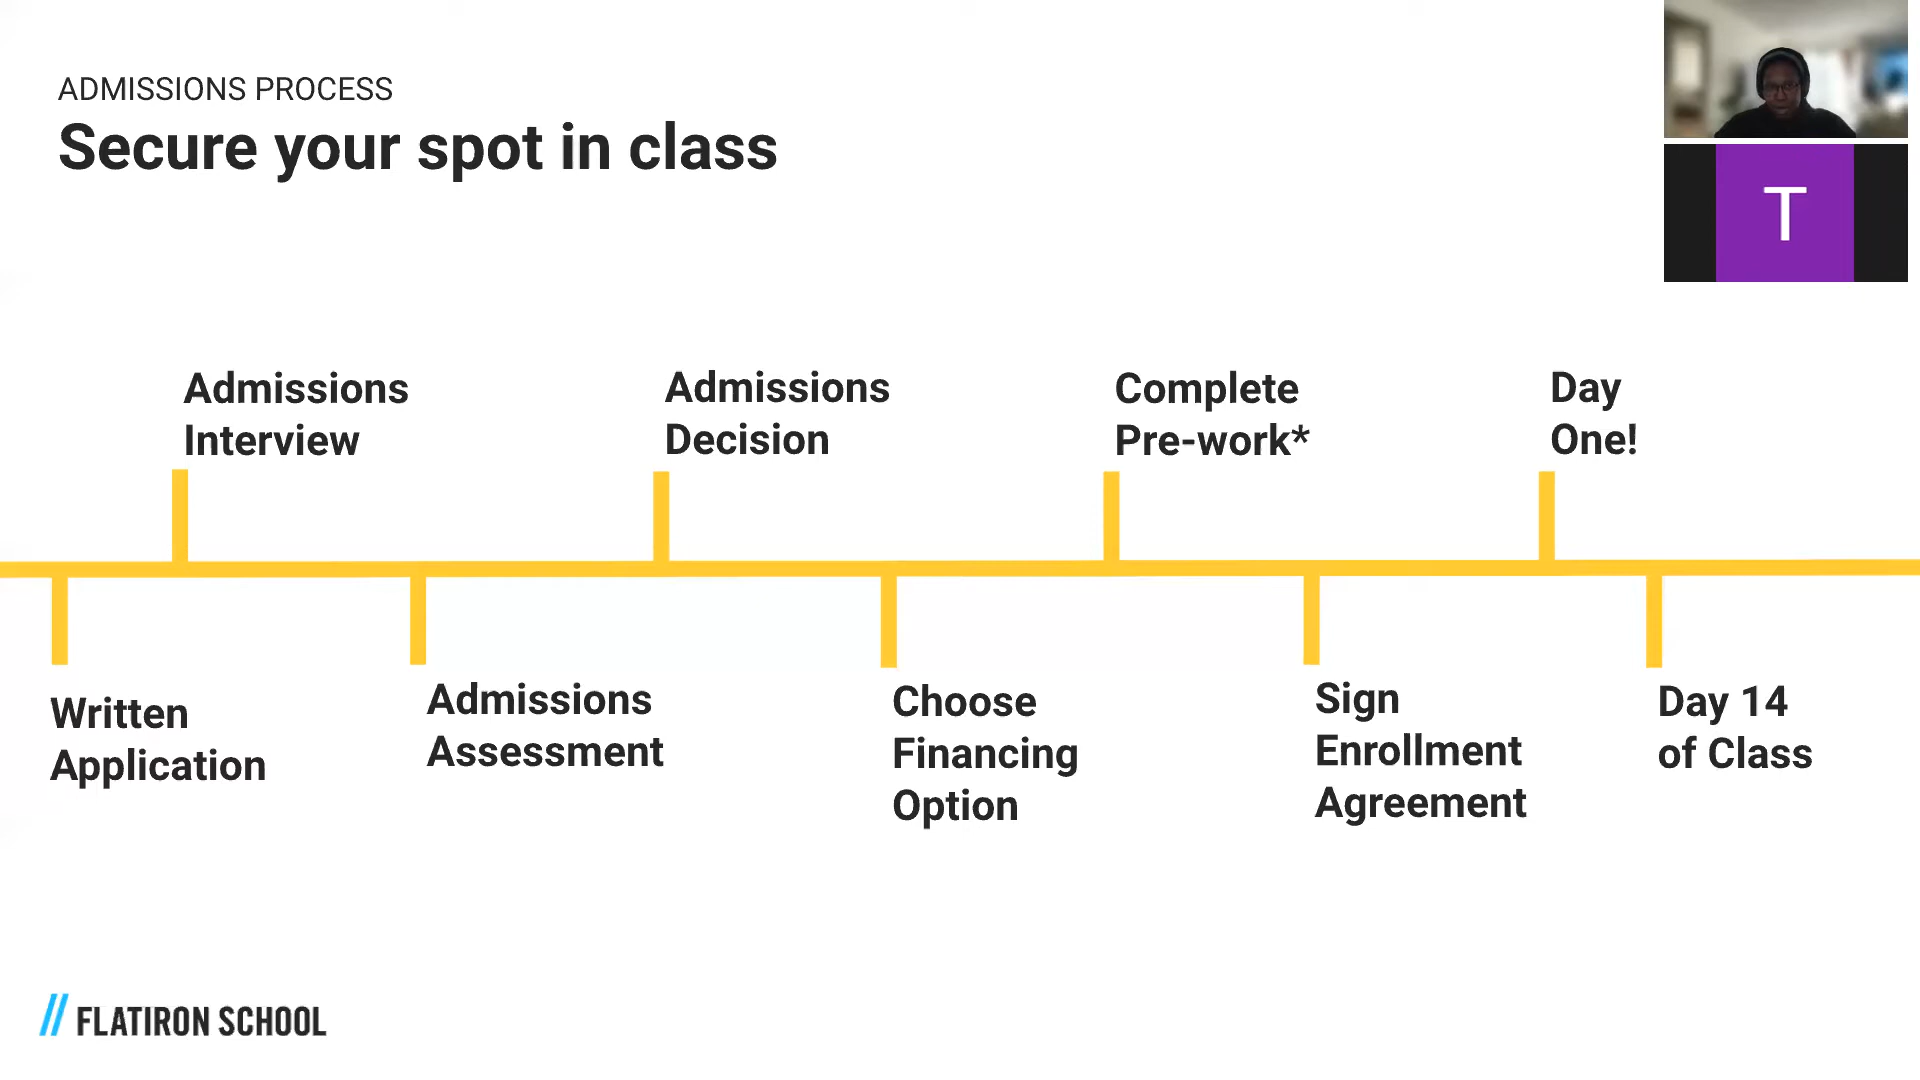 ADMISSIONS PROCESS
Secure your spot in class
T
Admissions
Interview
Admissions
Decision
Complete
Pre-work*
Day
One!
Written
Application
Admissions
Assessment
Choose
Financing
Option
Sign
Enrollment
Agreement
Day 14
of Class
// FLATIRON SCHOOL